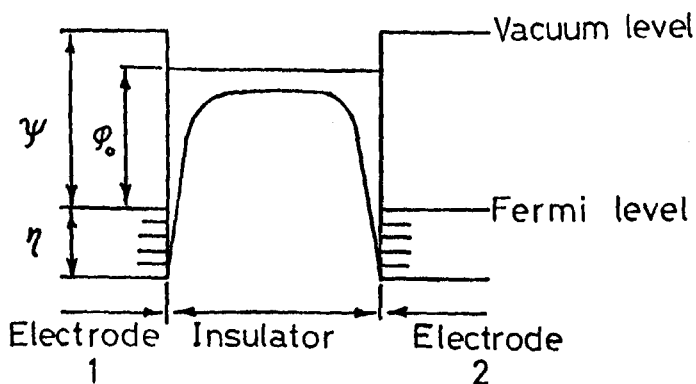 Vacuum level
ψ
φ₀
Fermi level
η
Electrode Insulator Electrode
1 2